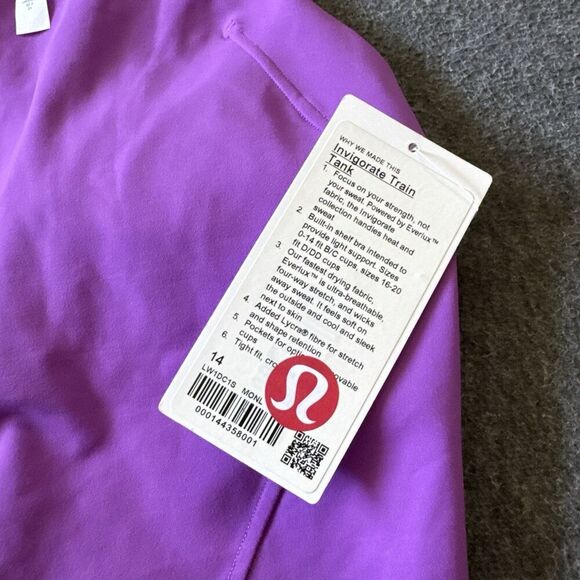 WHY WE MADE THIS
Invigorate Train
Tank
1. Focus on your strength, not
your sweat. Powered by Everlux™
fabric, the Invigorate
collection handles heat and
sweat
2. Built-in shelf bra intended to
provide light support. Sizes
0-14 fit B/C cups, sizes 16-20
fit D/DD cups
3. Our fastest drying fabric,
Everlux™ is ultra-breathable,
four-way stretch, and wicks
away sweat. It feels soft on
the outside and cool and sleek
next to skin
4. Added Lycra® fibre for stretch
and shape retention
5. Pockets for
cups
6. Tight fit,
14
LW1DC1S MONL
000144358001